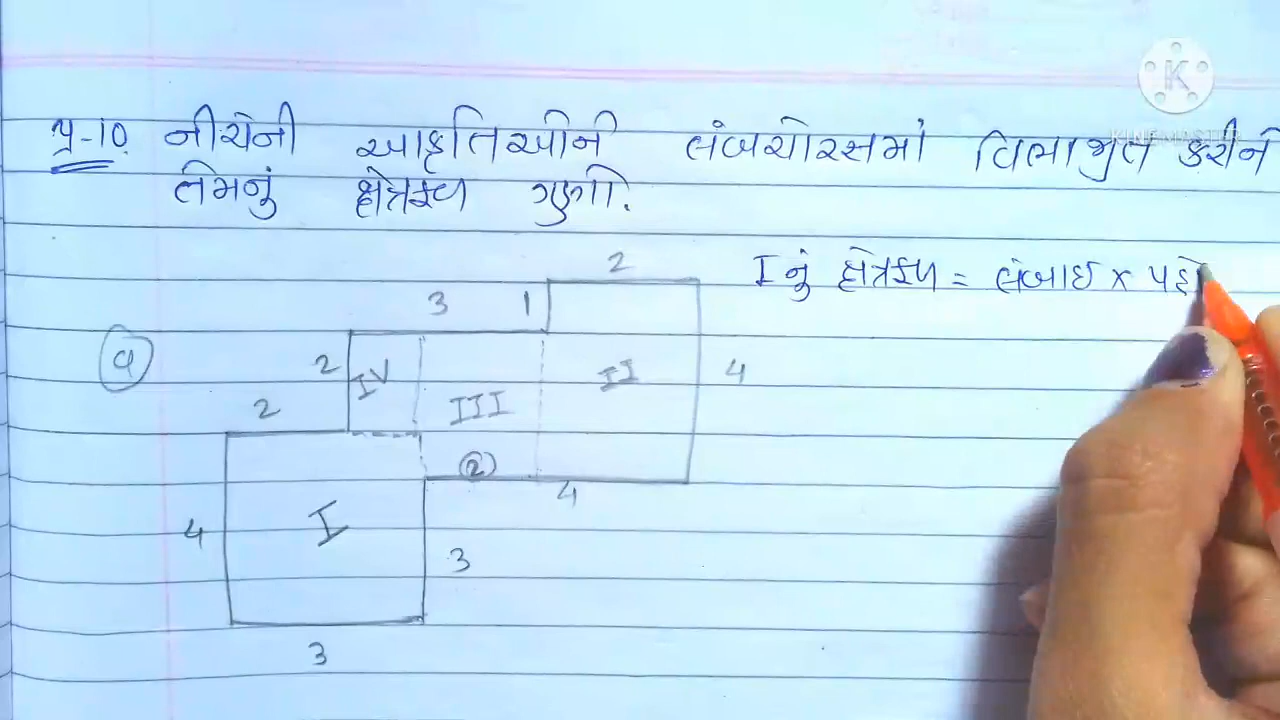 પ્ર-10. નીચેની આકૃતિઓની લંબચોરસમાં વિભાજીત કરીને
તેમનું ક્ષેત્રફળ ગણો.
I નું ક્ષેત્રફળ = લંબાઈ × પહો
a
2
3
1
2
IV
III
II
4
2
2
4
I
4
3
3
K
KINEMASTER